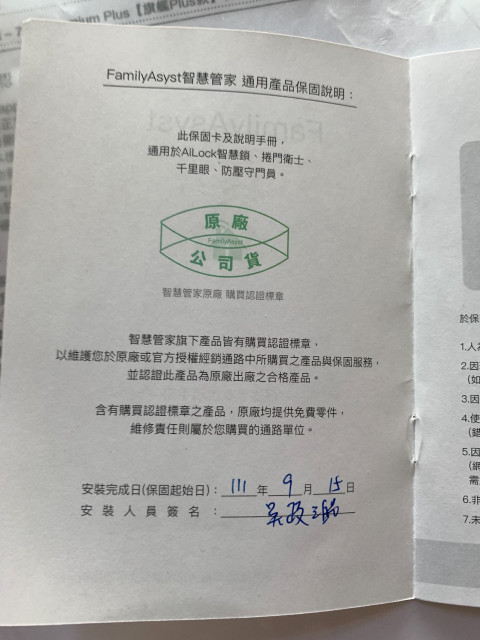 mium Plus【旗艦Plus款】
FamilyAsyst智慧管家 通用產品保固說明：
此保固卡及說明手冊，
適用於AiLock智慧鎖、捲門衛士、
千里眼、防壓守門員。
原廠
FamilyAsyst
公司貨
智慧管家原廠 購買認證標章
智慧管家旗下產品皆有購買認證標章，
以維護您於原廠或官方授權經銷通路中所購買之產品與保固服務，
並認證此產品為原廠出廠之合格產品。
含有購買認證標章之產品，原廠均提供免費零件，
維修責任則屬於您購買的通路單位。
安裝完成日(保固起始日)：111年9月15日
安裝人員簽名：吳
於保
1.人為
2.因
（如
3.因
4.使
（錯
5.因
（網
需
6.非
7.未